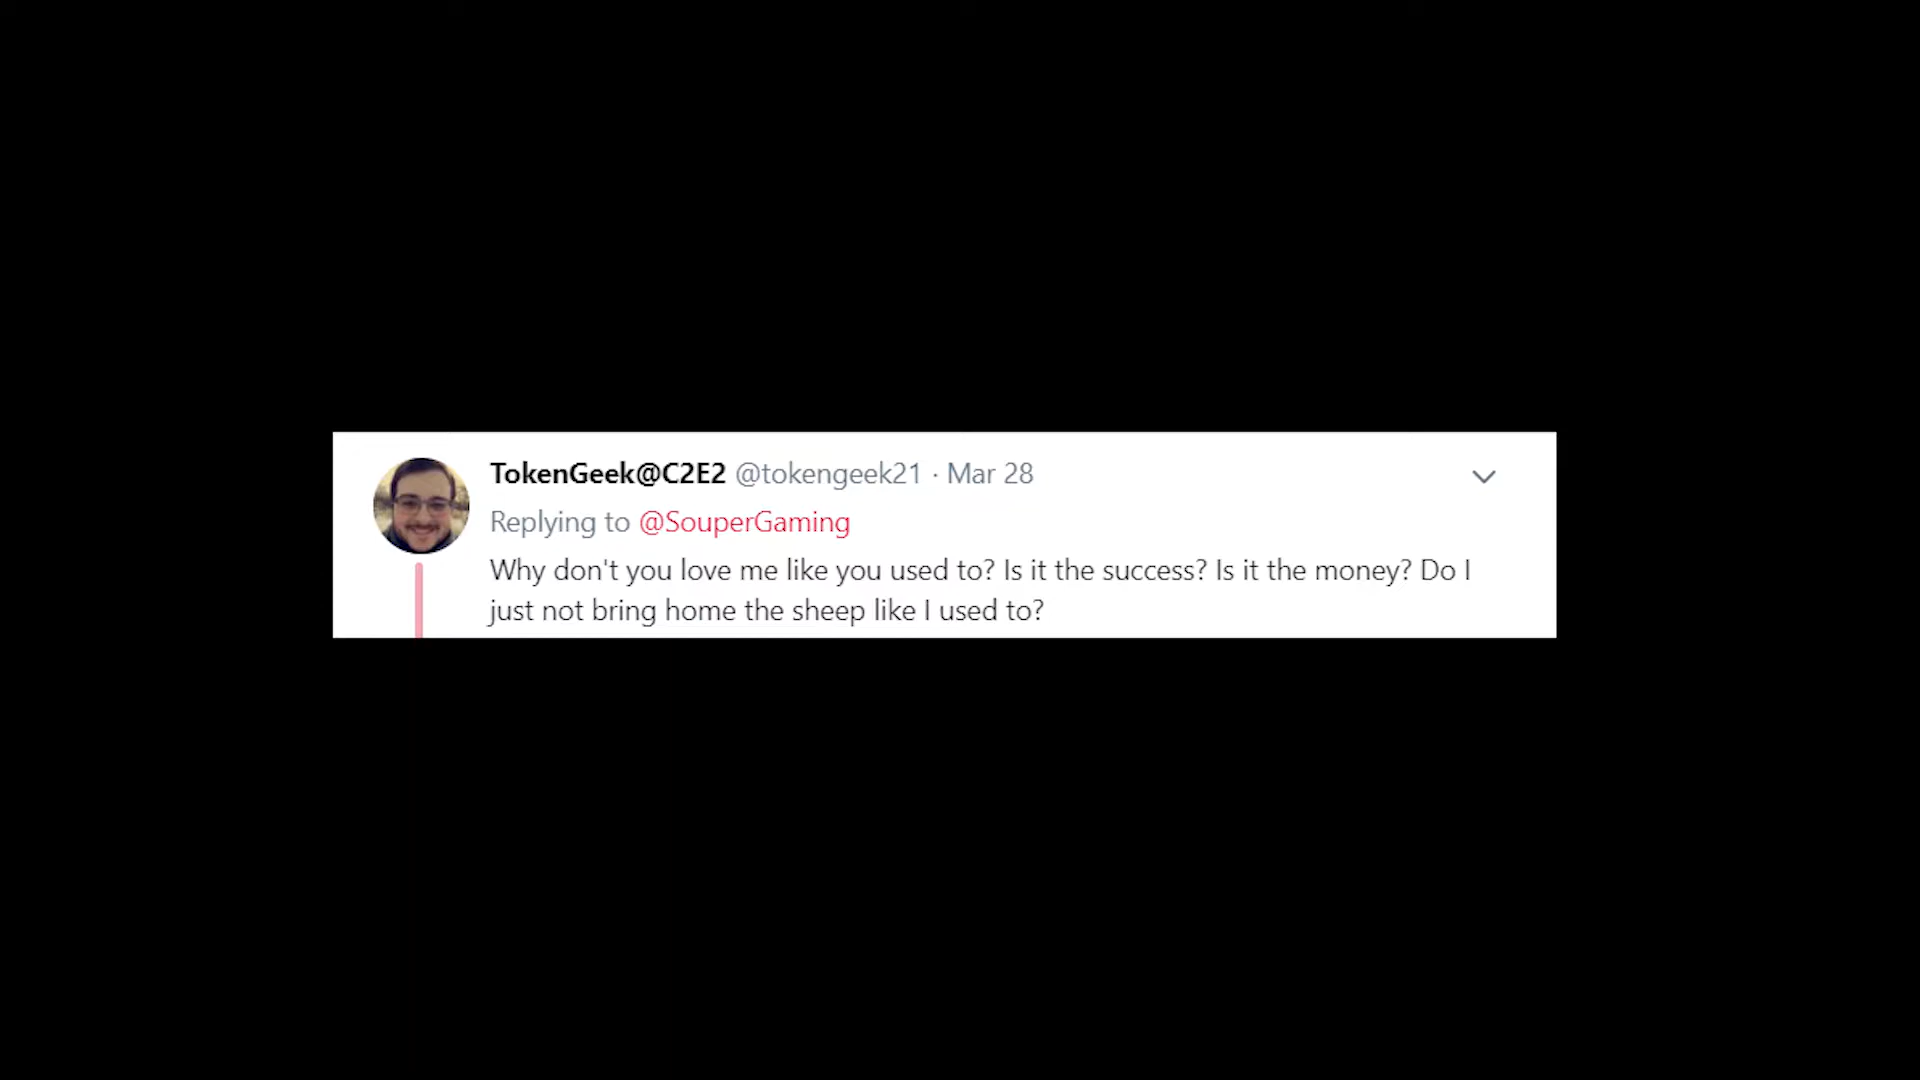 TokenGeek@C2E2 @tokengeek21 · Mar 28
Replying to @SouperGaming
Why don't you love me like you used to? Is it the success? Is it the money? Do I
just not bring home the sheep like I used to?